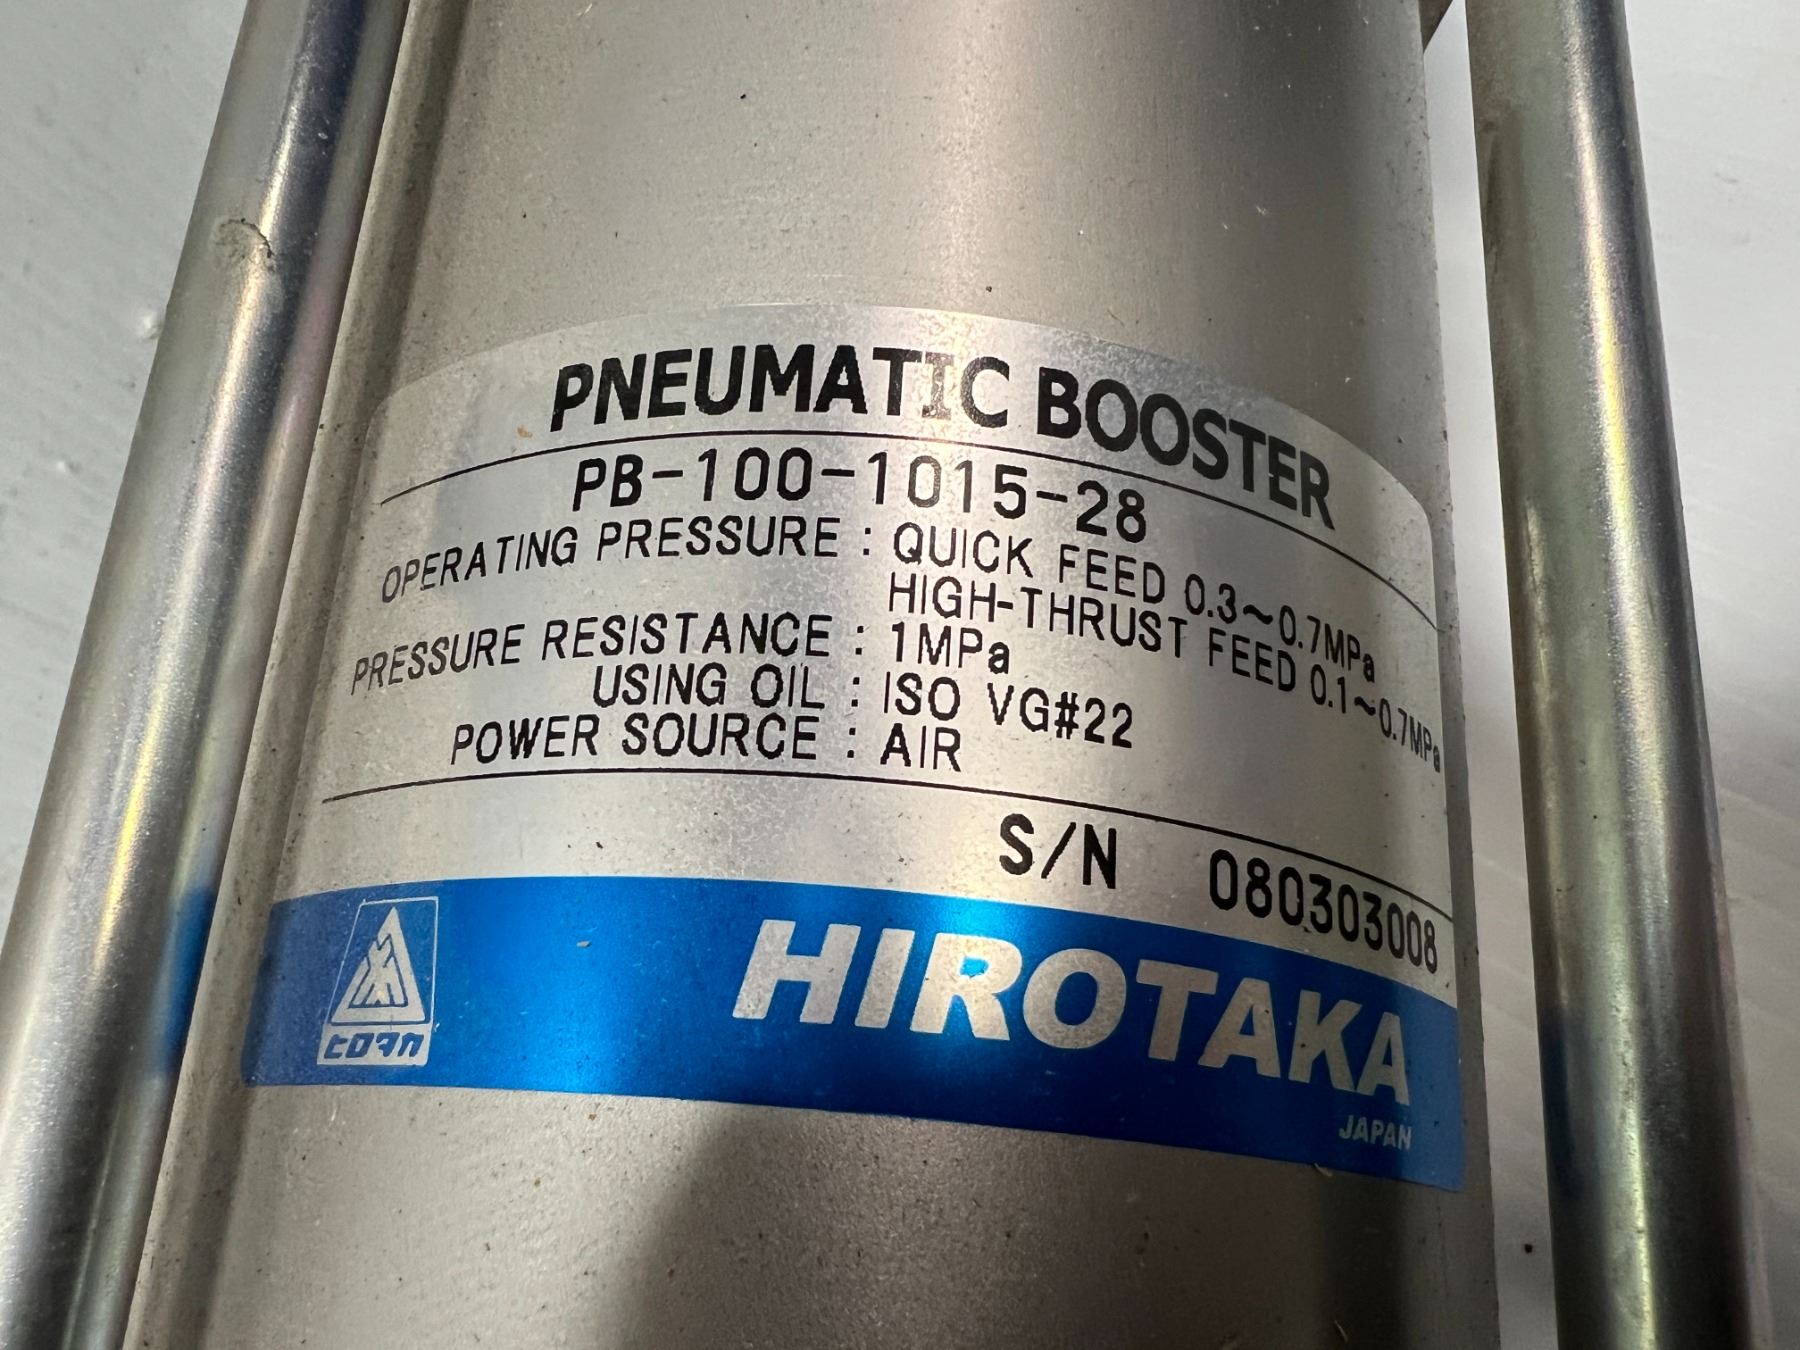 PNEUMATIC BOOSTER
PB-100-1015-28
OPERATING PRESSURE : QUICK FEED 0.3~0.7MPa
HIGH-THRUST FEED 0.1~0.7MPa
PRESSURE RESISTANCE : 1MPa
USING OIL : ISO VG#22
POWER SOURCE : AIR
S/N 080303008
ヒロタカ
HIROTAKA
JAPAN